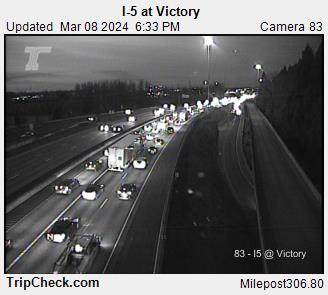 I-5 at Victory
Updated Mar 08 2024 6:33 PM Camera 83
T
83 - I5 @ Victory
TripCheck.com Milepost306.80